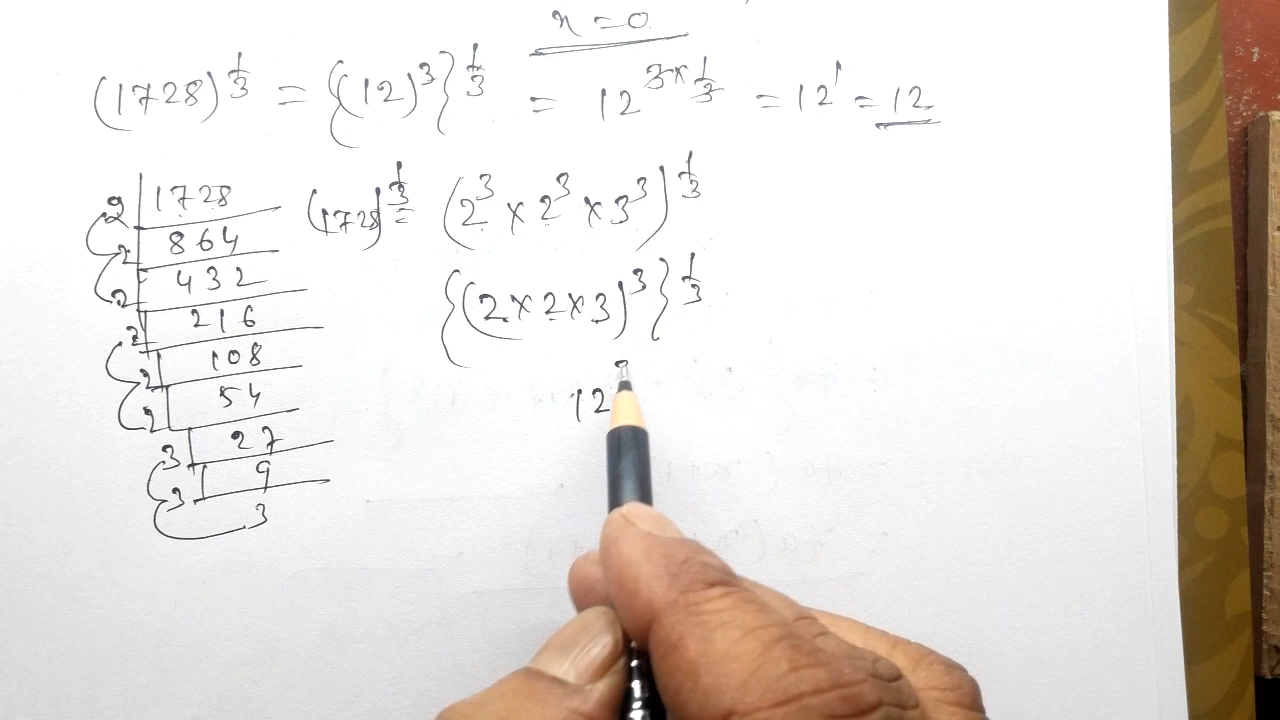 x = 0
(1728)^{1/3} = {(12)^3}^{1/3} = 12^{3×1/3} = 12^1 = 12
2 | 1728
2 | 864
2 | 432
2 | 216
2 | 108
2 | 54
3 | 27
3 | 9
3
(1728)^{1/3} = (2^3 × 2^3 × 3^3)^{1/3}
{(2×2×3)^3}^{1/3}
12